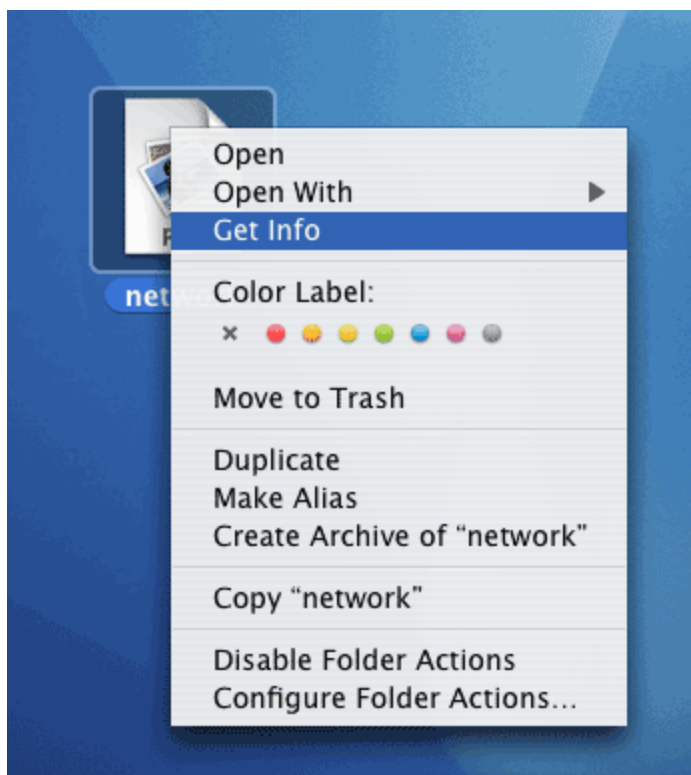 Open
Open With
Get Info
Color Label:
Move to Trash
Duplicate
Make Alias
Create Archive of “network”
Copy “network”
Disable Folder Actions
Configure Folder Actions...